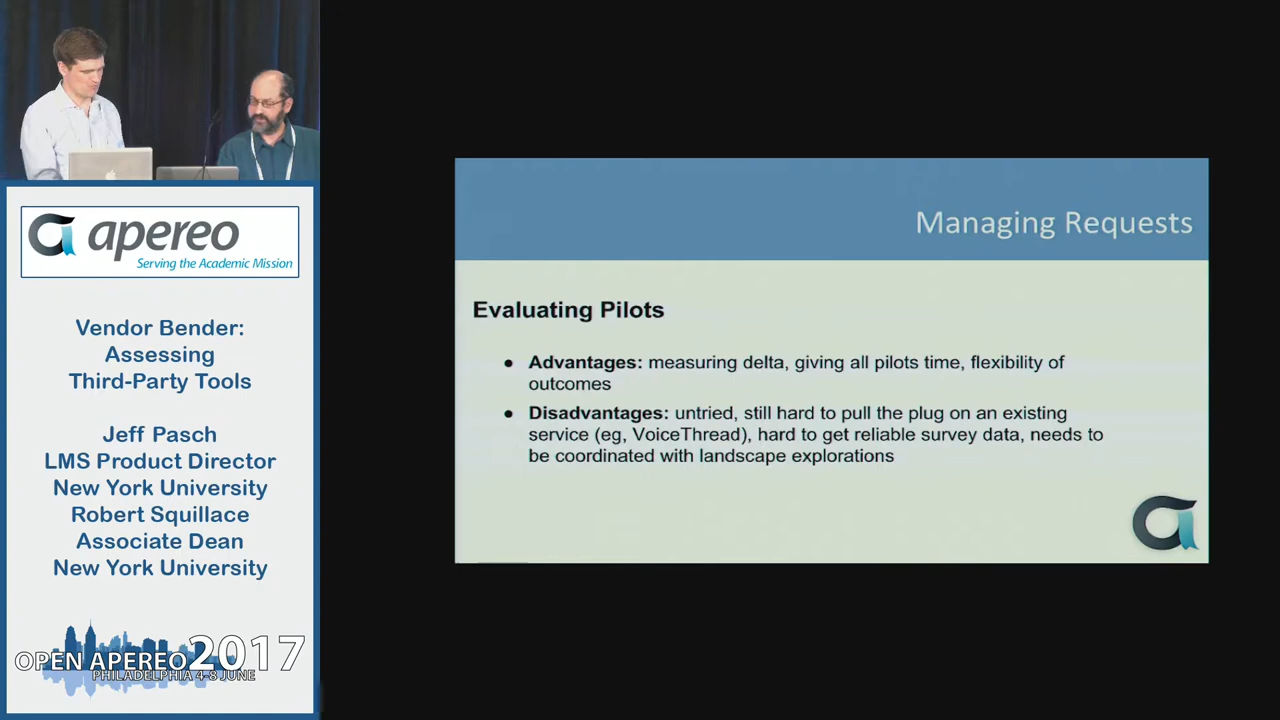 apereo
Serving the Academic Mission
Vendor Bender:
Assessing
Third-Party Tools
Jeff Pasch
LMS Product Director
New York University
Robert Squillace
Associate Dean
New York University
OPEN APEREO 2017
PHILADELPHIA 4-8 JUNE
Managing Requests
Evaluating Pilots
● Advantages: measuring delta, giving all pilots time, flexibility of
outcomes
● Disadvantages: untried, still hard to pull the plug on an existing
service (eg, VoiceThread), hard to get reliable survey data, needs to
be coordinated with landscape explorations